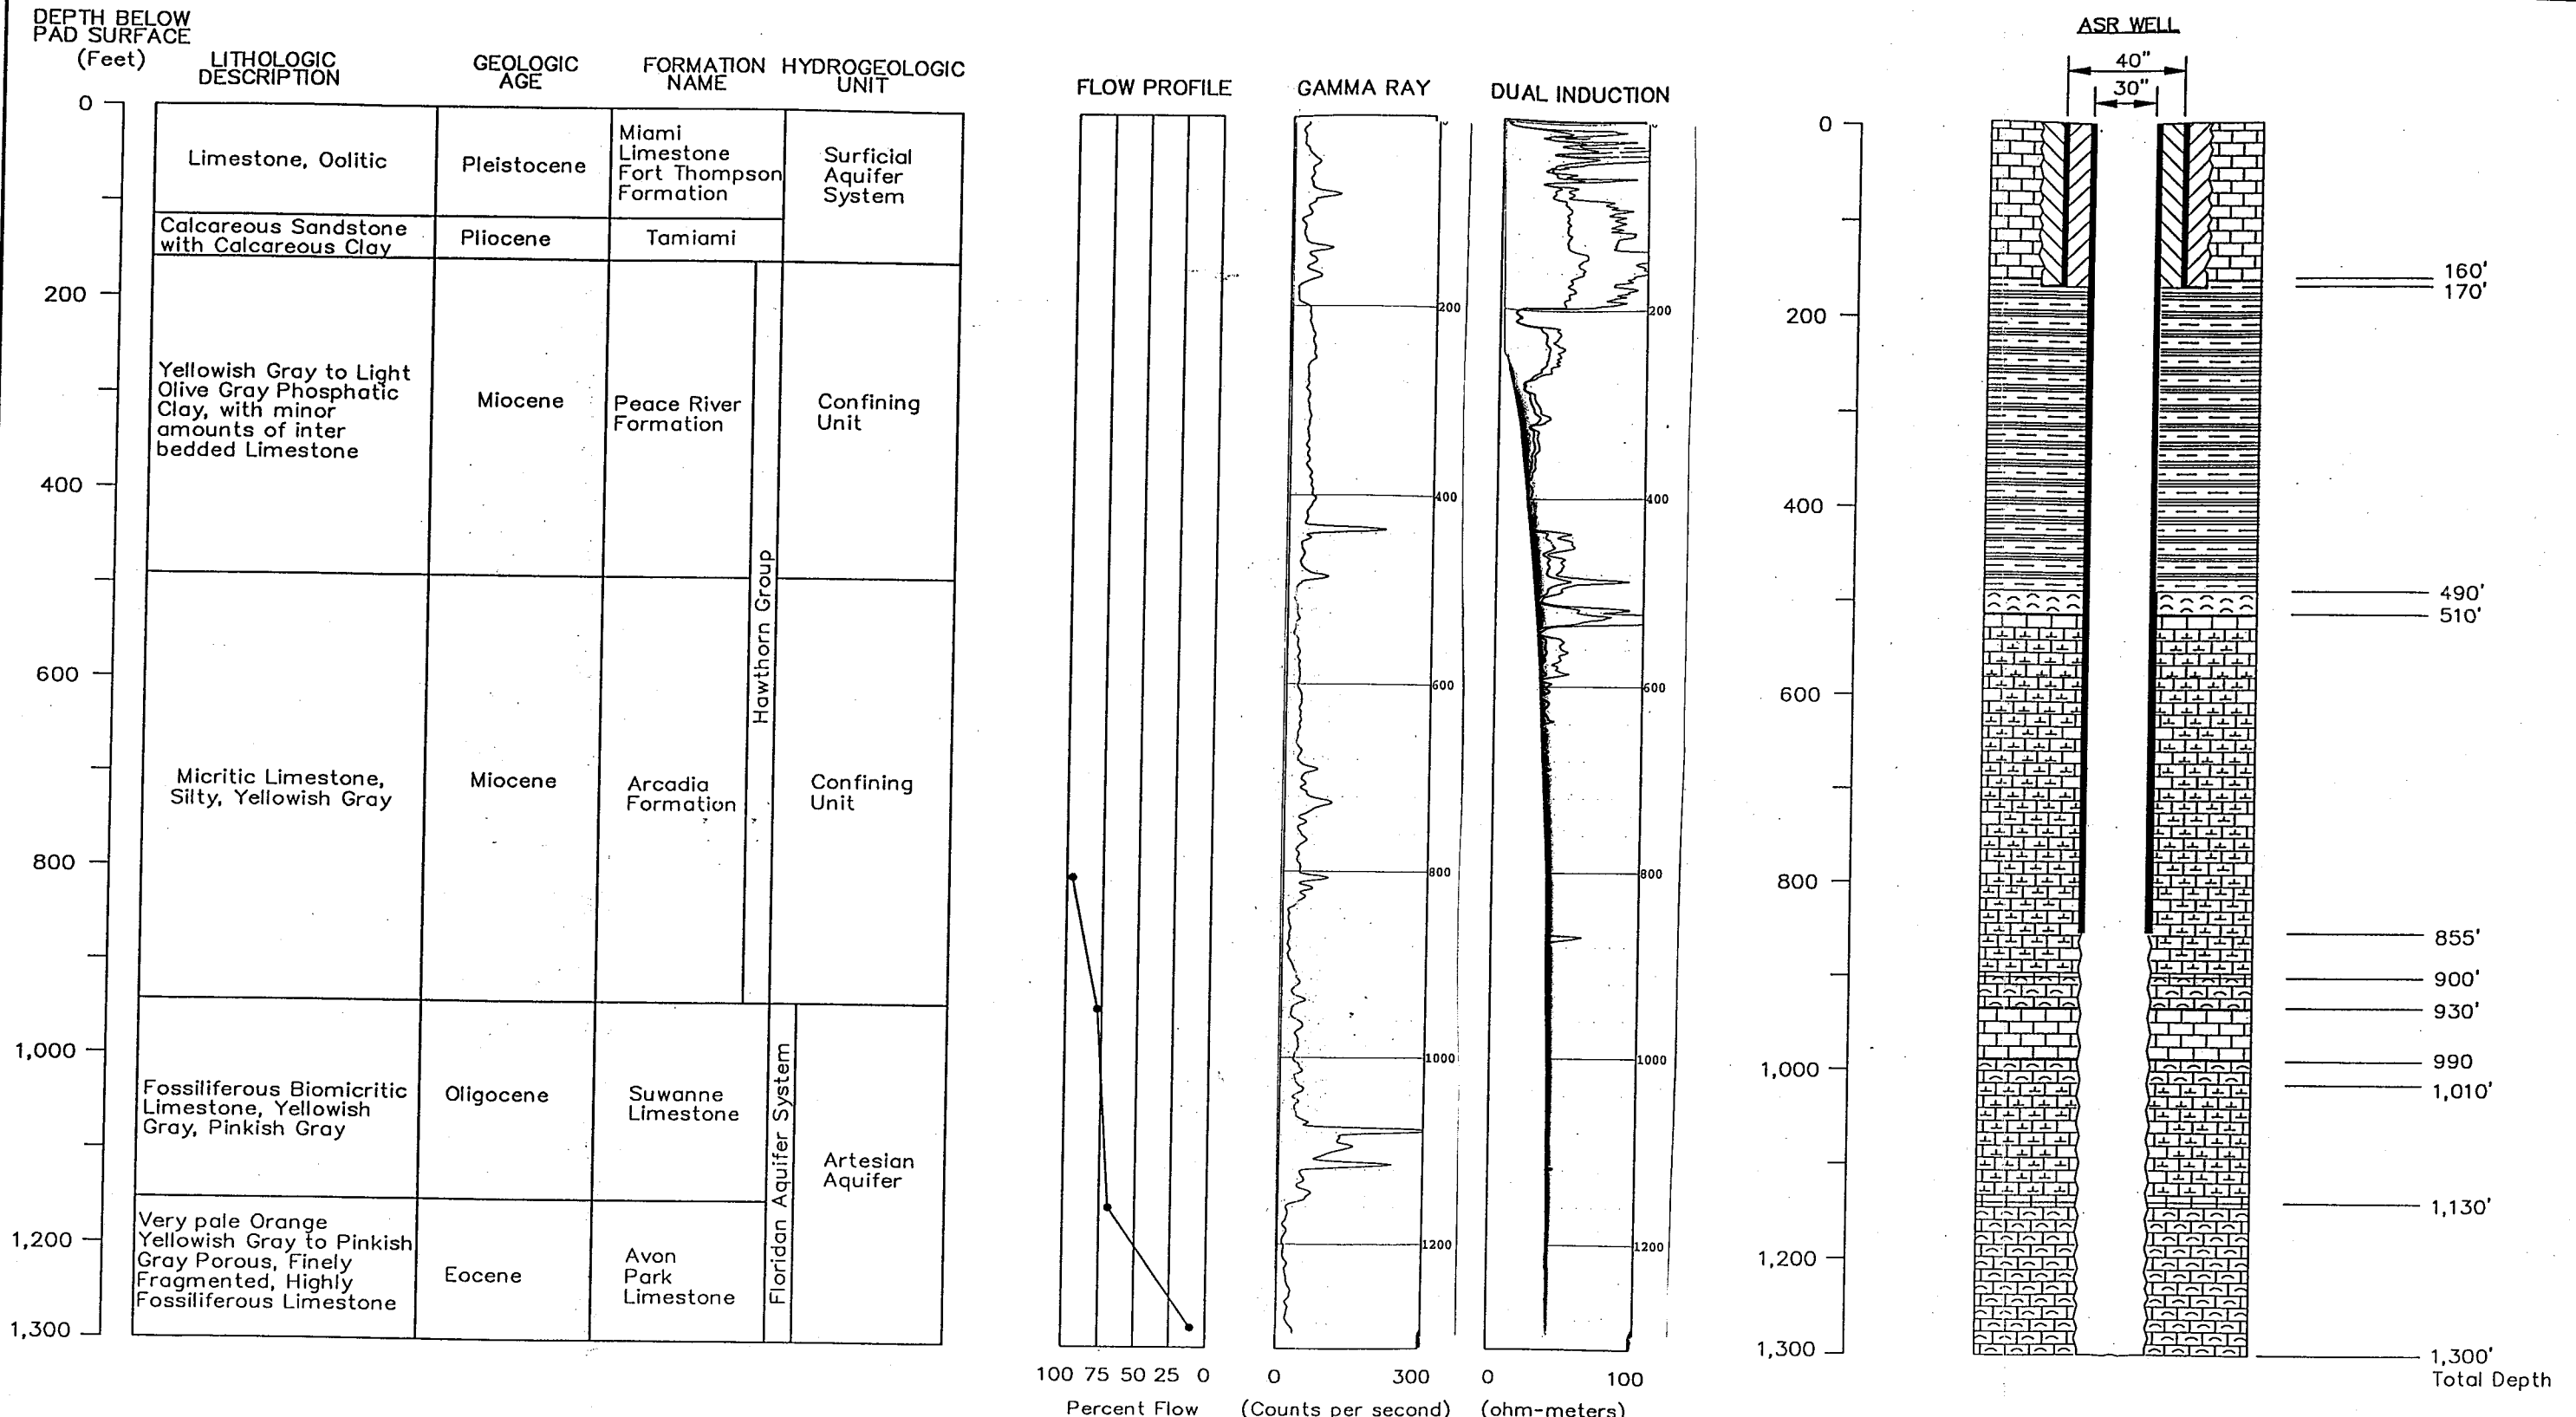 DEPTH BELOW
PAD SURFACE
(Feet)
LITHOLOGIC
DESCRIPTION
GEOLOGIC
AGE
FORMATION
NAME
HYDROGEOLOGIC
UNIT
0
200
400
600
800
1,000
1,200
1,300
Limestone, Oolitic
Pleistocene
Miami
Limestone
Fort Thompson
Formation
Surficial
Aquifer
System
Calcareous Sandstone
with Calcareous Clay
Pliocene
Tamiami
Yellowish Gray to Light
Olive Gray Phosphatic
Clay, with minor
amounts of inter
bedded Limestone
Miocene
Peace River
Formation
Hawthorn Group
Confining
Unit
Micritic Limestone,
Silty, Yellowish Gray
Miocene
Arcadia
Formation
Confining
Unit
Fossiliferous Biomicritic
Limestone, Yellowish
Gray, Pinkish Gray
Oligocene
Suwanne
Limestone
Floridan Aquifer System
Artesian
Aquifer
Very pale Orange
Yellowish Gray to Pinkish
Gray Porous, Finely
Fragmented, Highly
Fossiliferous Limestone
Eocene
Avon
Park
Limestone
FLOW PROFILE
100 75 50 25 0
Percent Flow
GAMMA RAY
200
400
600
800
1000
1200
0 300
(Counts per second)
DUAL INDUCTION
200
400
600
800
1000
1200
0 100
(ohm-meters)
ASR WELL
40"
30"
0
200
400
600
800
1,000
1,200
1,300
160'
170'
490'
510'
855'
900'
930'
990
1,010'
1,130'
1,300'
Total Depth